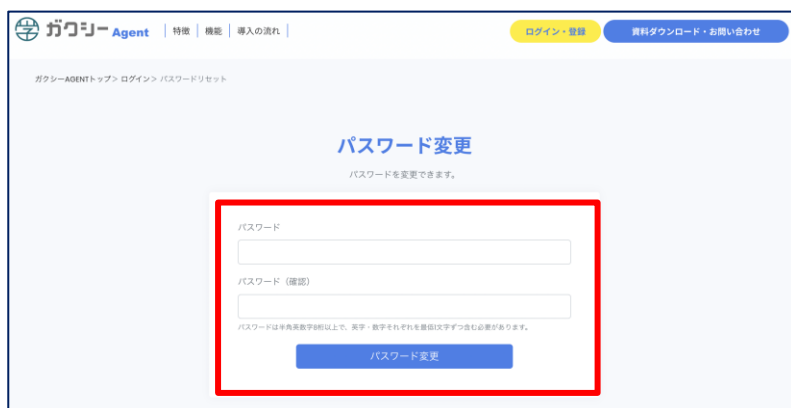 ガクシー Agent 特徴 機能 導入の流れ ログイン・登録 資料ダウンロード・お問い合わせ
ガクシーAGENTトップ> ログイン> パスワードリセット
パスワード変更
パスワードを変更できます。
パスワード
パスワード（確認）
パスワードは半角英数字8桁以上で、英字・数字それぞれを最低1文字ずつ含む必要があります。
パスワード変更